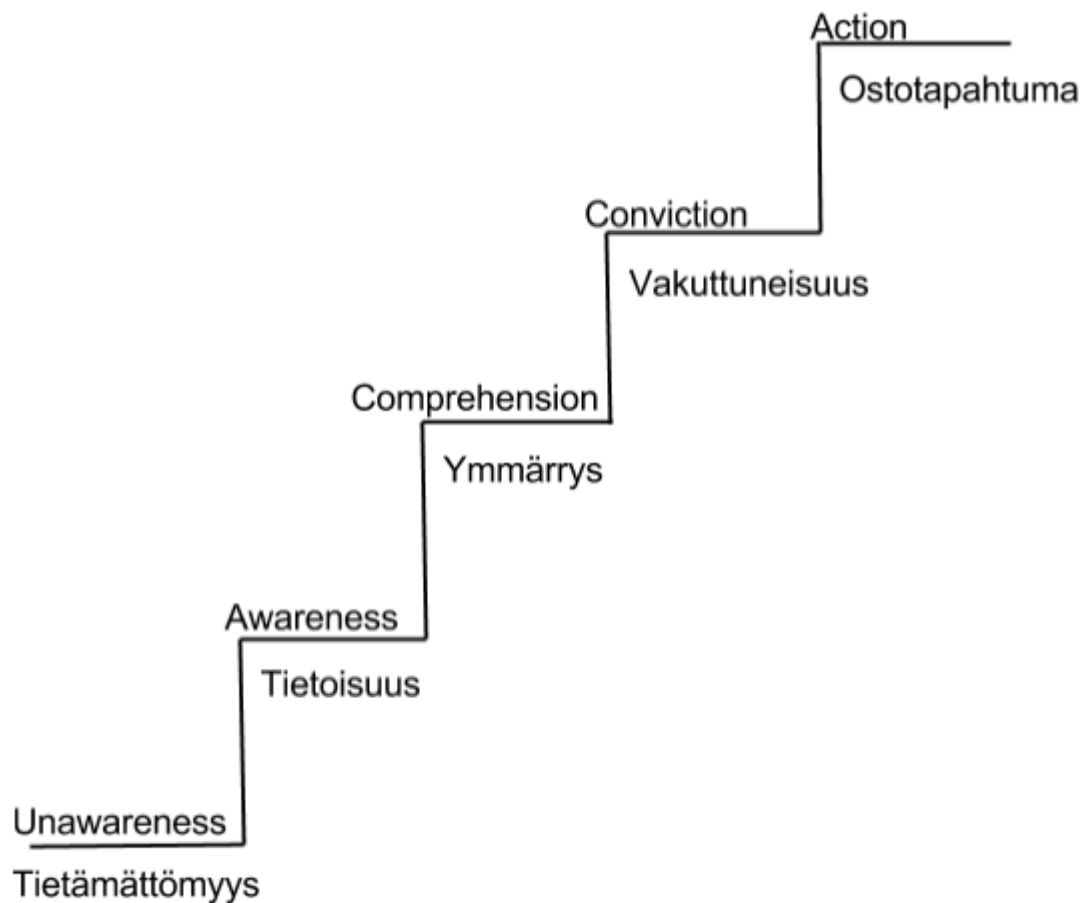 Action
Ostotapahtuma
Conviction
Vakuttuneisuus
Comprehension
Ymmärrys
Awareness
Tietoisuus
Unawareness
Tietämättömyys